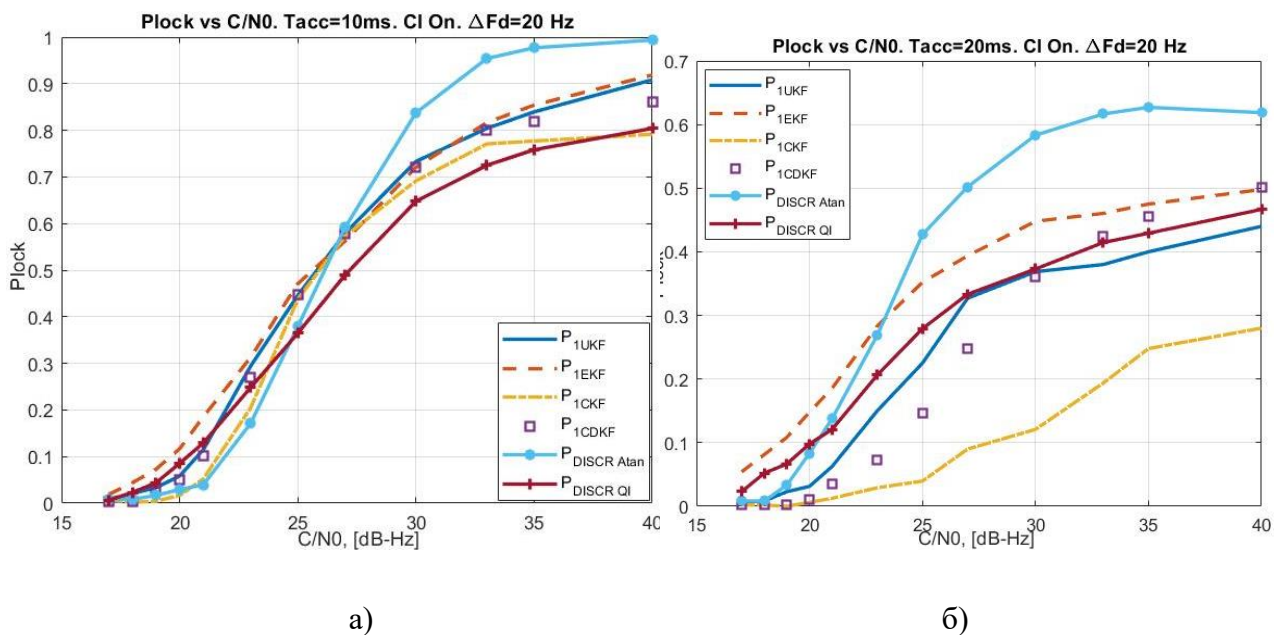 Plock vs C/N0. Tacc=10ms. CI On. ΔFd=20 Hz
1
0.9
0.8
0.7
0.6
0.5
0.4
0.3
0.2
0.1
0
Plock
15
20
25
30
35
40
C/N0, [dB-Hz]
P1UKF
P1EKF
P1CKF
P1CDKF
PDISCR Atan
PDISCR QI
а)
Plock vs C/N0. Tacc=20ms. CI On. ΔFd=20 Hz
0.7
0.6
0.5
0.4
0.3
0.2
0.1
0
P1UKF
P1EKF
P1CKF
P1CDKF
PDISCR Atan
PDISCR QI
15
20
25
30
35
40
C/N0, [dB-Hz]
б)